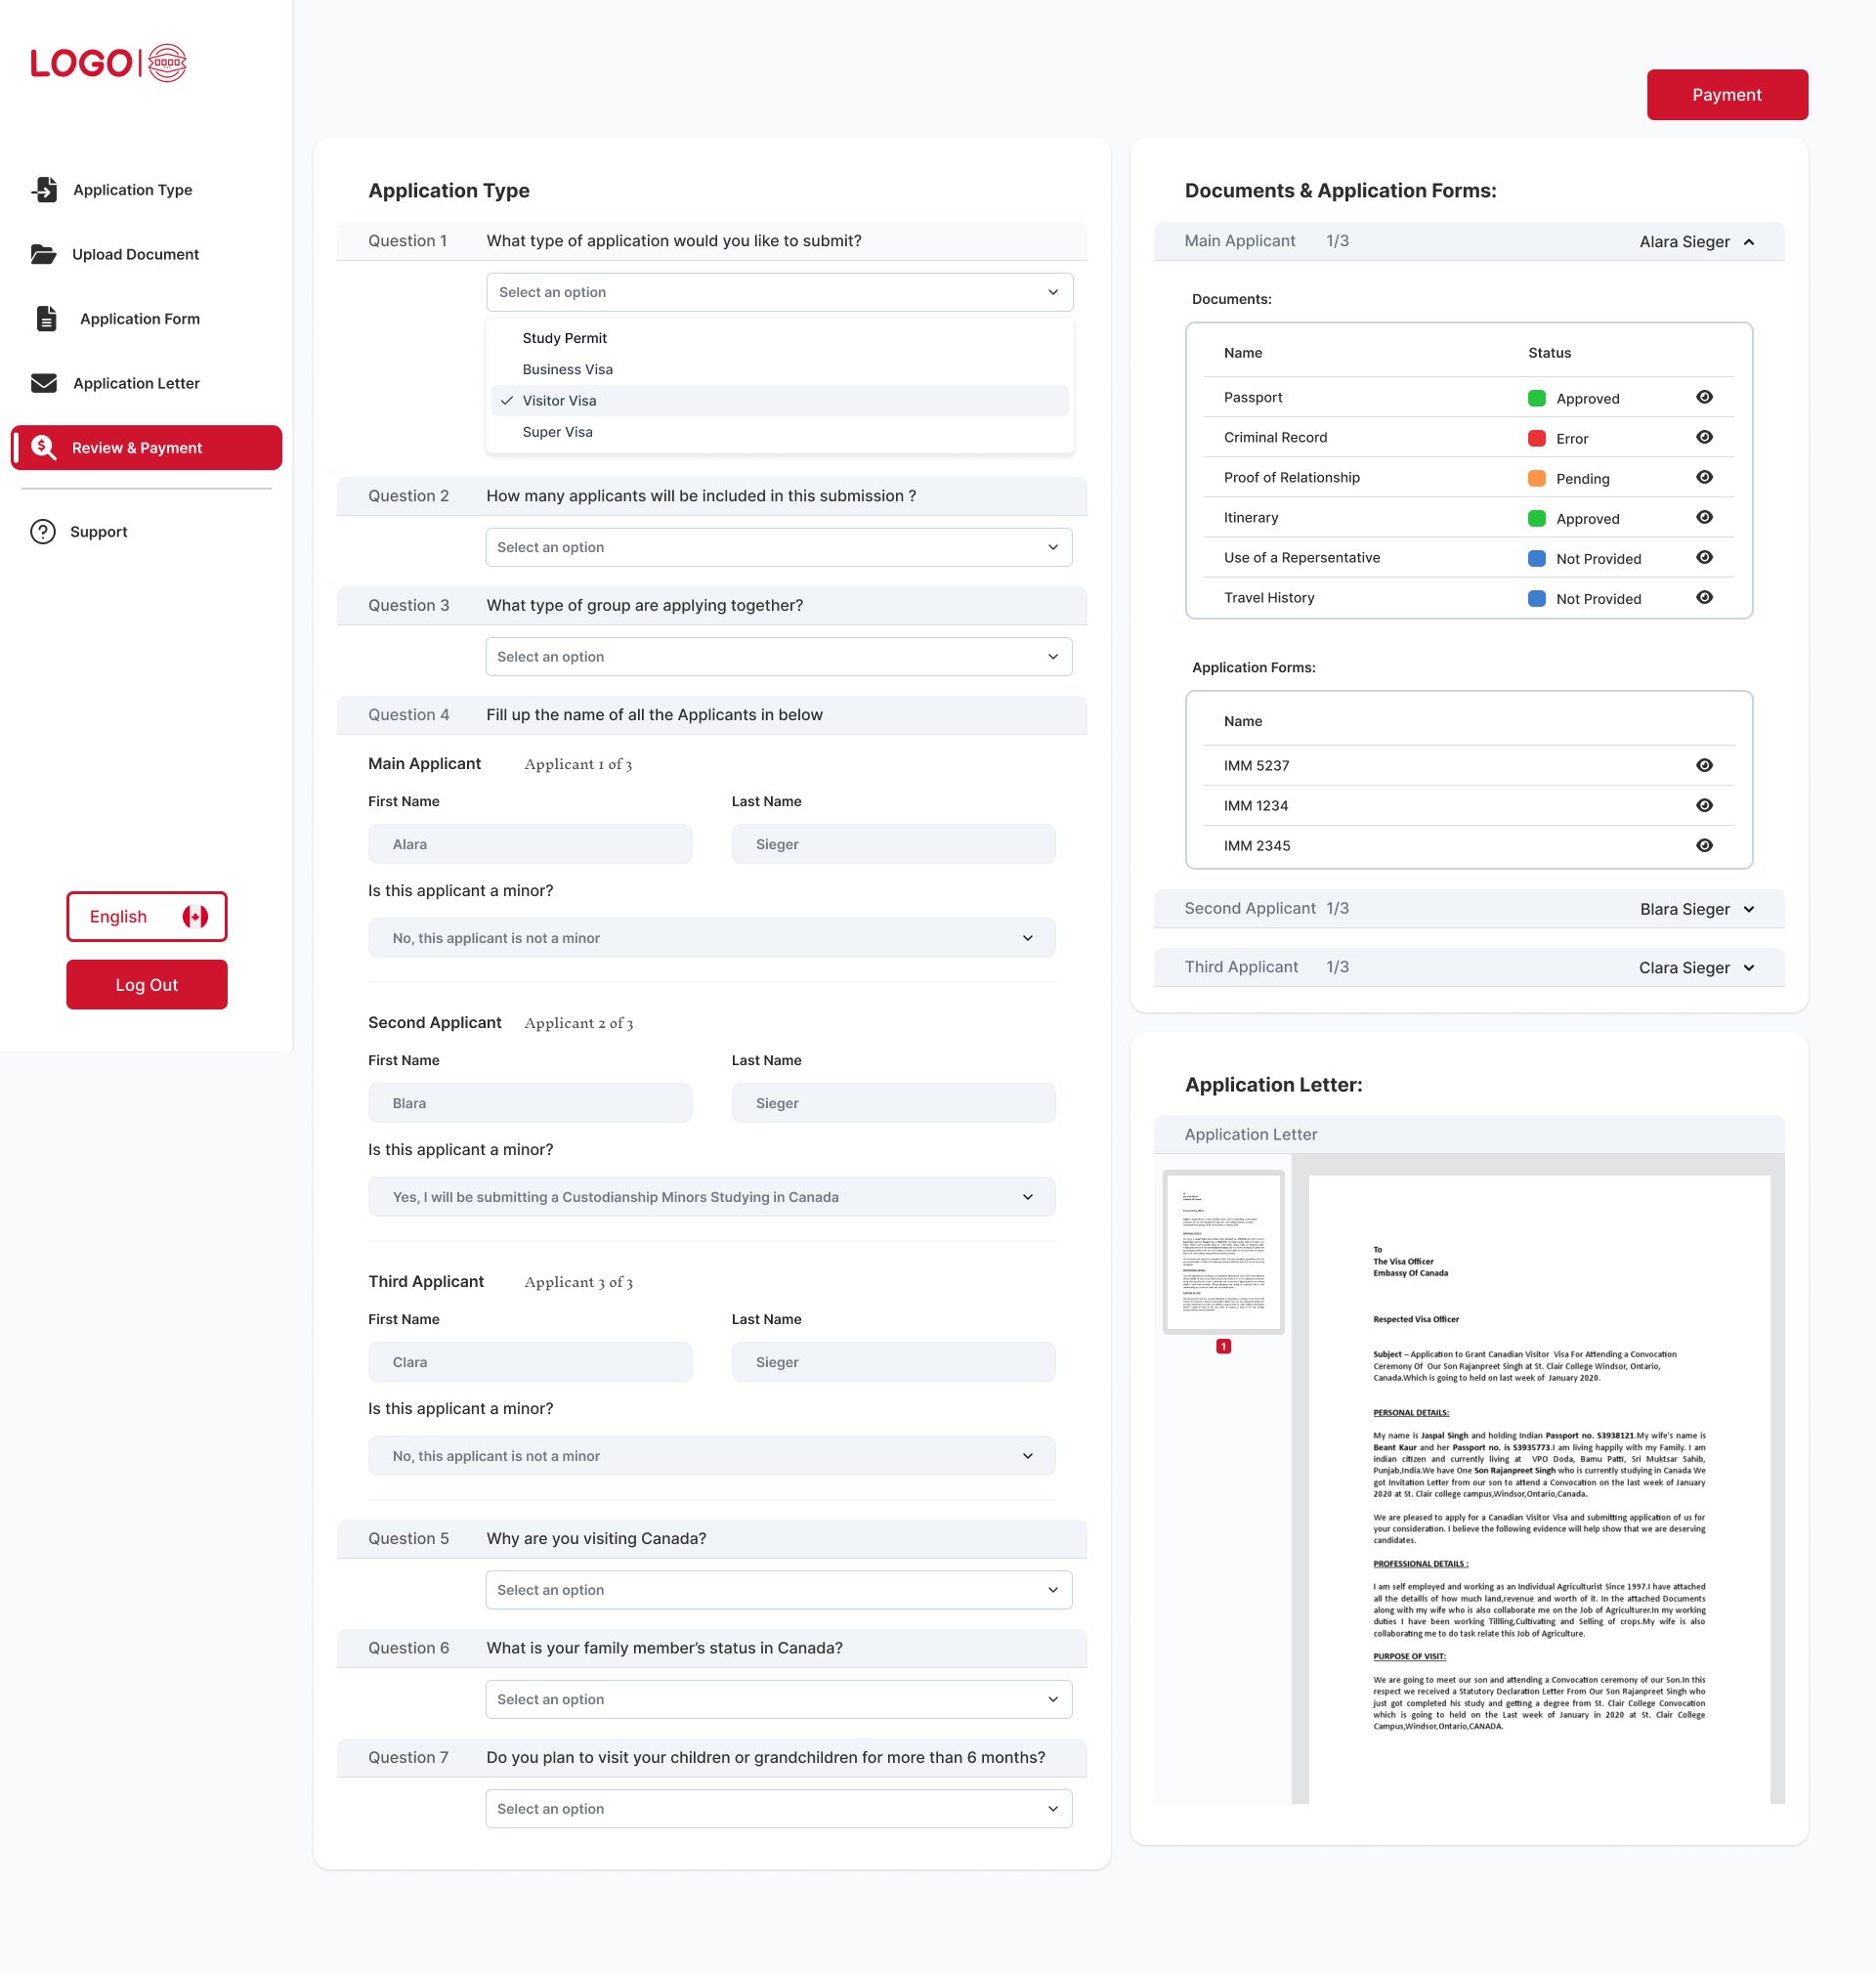 LOGO
Application Type
Upload Document
Application Form
Application Letter
Review & Payment
Support
English
Log Out
Payment
Application Type
Question 1 What type of application would you like to submit?
Select an option
Study Permit
Business Visa
Visitor Visa
Super Visa
Question 2 How many applicants will be included in this submission ?
Select an option
Question 3 What type of group are applying together?
Select an option
Question 4 Fill up the name of all the Applicants in below
Main Applicant Applicant 1 of 3
First Name Last Name
Alara Sieger
Is this applicant a minor?
No, this applicant is not a minor
Second Applicant Applicant 2 of 3
First Name Last Name
Blara Sieger
Is this applicant a minor?
Yes, I will be submitting a Custodianship Minors Studying in Canada
Third Applicant Applicant 3 of 3
First Name Last Name
Clara Sieger
Is this applicant a minor?
No, this applicant is not a minor
Question 5 Why are you visiting Canada?
Select an option
Question 6 What is your family member’s status in Canada?
Select an option
Question 7 Do you plan to visit your children or grandchildren for more than 6 months?
Select an option
Documents & Application Forms:
Main Applicant 1/3 Alara Sieger
Documents:
Name Status
Passport Approved
Criminal Record Error
Proof of Relationship Pending
Itinerary Approved
Use of a Repersentative Not Provided
Travel History Not Provided
Application Forms:
Name
IMM 5237
IMM 1234
IMM 2345
Second Applicant 1/3 Blara Sieger
Third Applicant 1/3 Clara Sieger
Application Letter:
Application Letter
1
To
The Visa Officer
Embassy Of Canada
Respected Visa Officer
Subject – Application to Grant Canadian Visitor Visa For Attending a Convocation
Ceremony Of Our Son Rajanpreet Singh at St. Clair College Windsor, Ontario,
Canada.Which is going to held on last week of January 2020.
PERSONAL DETAILS:
My name is Jaspal Singh and holding Indian Passport no. S3938121.My wife's name is
Beant Kaur and her Passport no. is S3935773.I am living happily with my Family. I am
indian citizen and currently living at VPO Doda, Bamu Patti, Sri Muktsar Sahib,
Punjab,India.We have One Son Rajanpreet Singh who is currently studying in Canada We
got Invitation Letter from our son to attend a Convocation on the last week of January
2020 at St. Clair college campus,Windsor,Ontario,Canada.
We are pleased to apply for a Canadian Visitor Visa and submitting application of us for
your consideration. I believe the following evidence will help show that we are deserving
candidates.
PROFESSIONAL DETAILS :
I am self employed and working as an Individual Agriculturist Since 1997.I have attached
all the detaills of how much land,revenue and worth of it. In the attached Documents
along with my wife who is also collaborate me on the Job of Agriculturer.In my working
duties I have been working Tillling,Cultivating and Selling of crops.My wife is also
collaborating me to do task relate this Job of Agriculture.
PURPOSE OF VISIT:
We are going to meet our son and attending a Convocation ceremony of our Son.In this
respect we received a Statutory Declaration Letter From Our Son Rajanpreet Singh who
just got completed his study and getting a degree from St. Clair College Convocation
which is going to held on the Last week of January in 2020 at St. Clair College
Campus,Windsor,Ontario,CANADA.